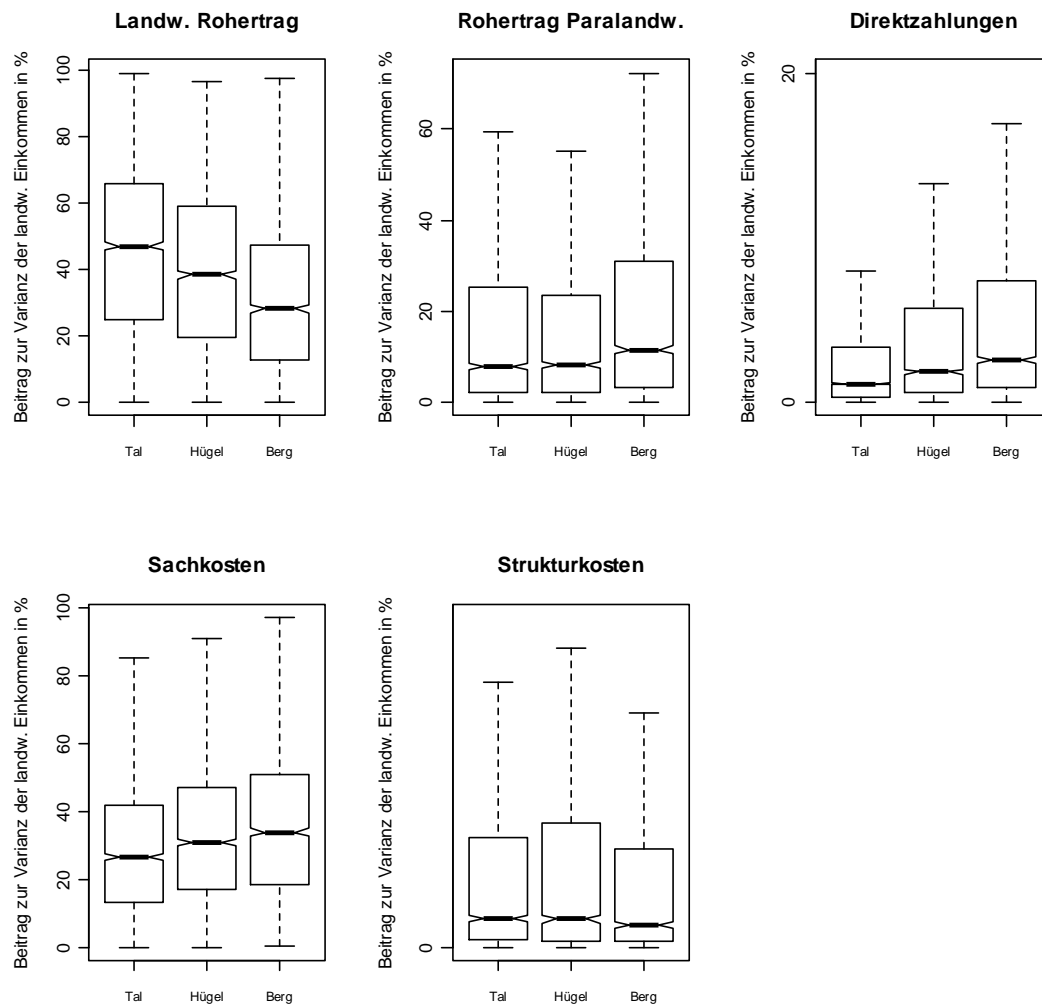 Landw. Rohertrag
Beitrag zur Varianz der landw. Einkommen in %
100
80
60
40
20
0
Tal Hügel Berg
Rohertrag Paralandw.
Beitrag zur Varianz der landw. Einkommen in %
60
40
20
0
Tal Hügel Berg
Direktzahlungen
Beitrag zur Varianz der landw. Einkommen in %
20
0
Tal Hügel Berg
Sachkosten
Beitrag zur Varianz der landw. Einkommen in %
100
80
60
40
20
0
Tal Hügel Berg
Strukturkosten
Beitrag zur Varianz der landw. Einkommen in %
0
Tal Hügel Berg